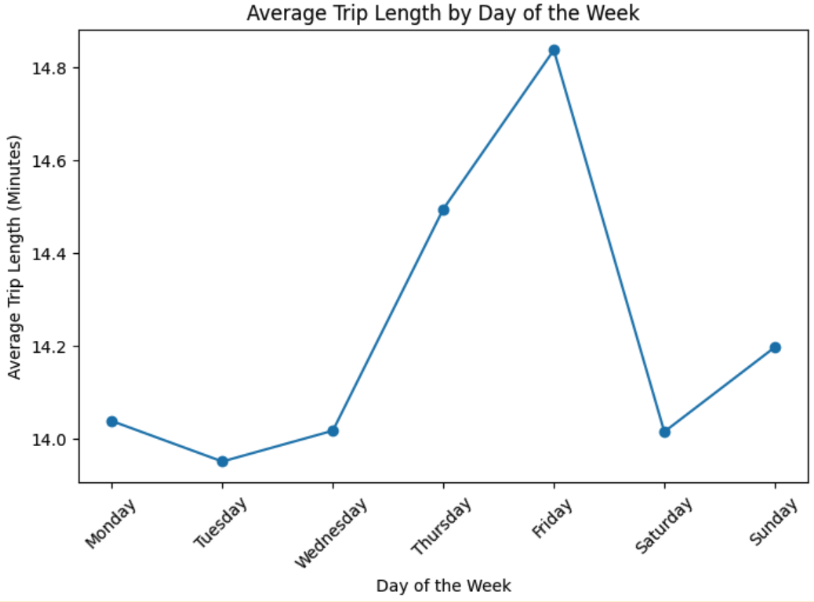 Average Trip Length by Day of the Week
Average Trip Length (Minutes)
14.8
14.6
14.4
14.2
14.0
Monday
Tuesday
Wednesday
Thursday
Friday
Saturday
Sunday
Day of the Week